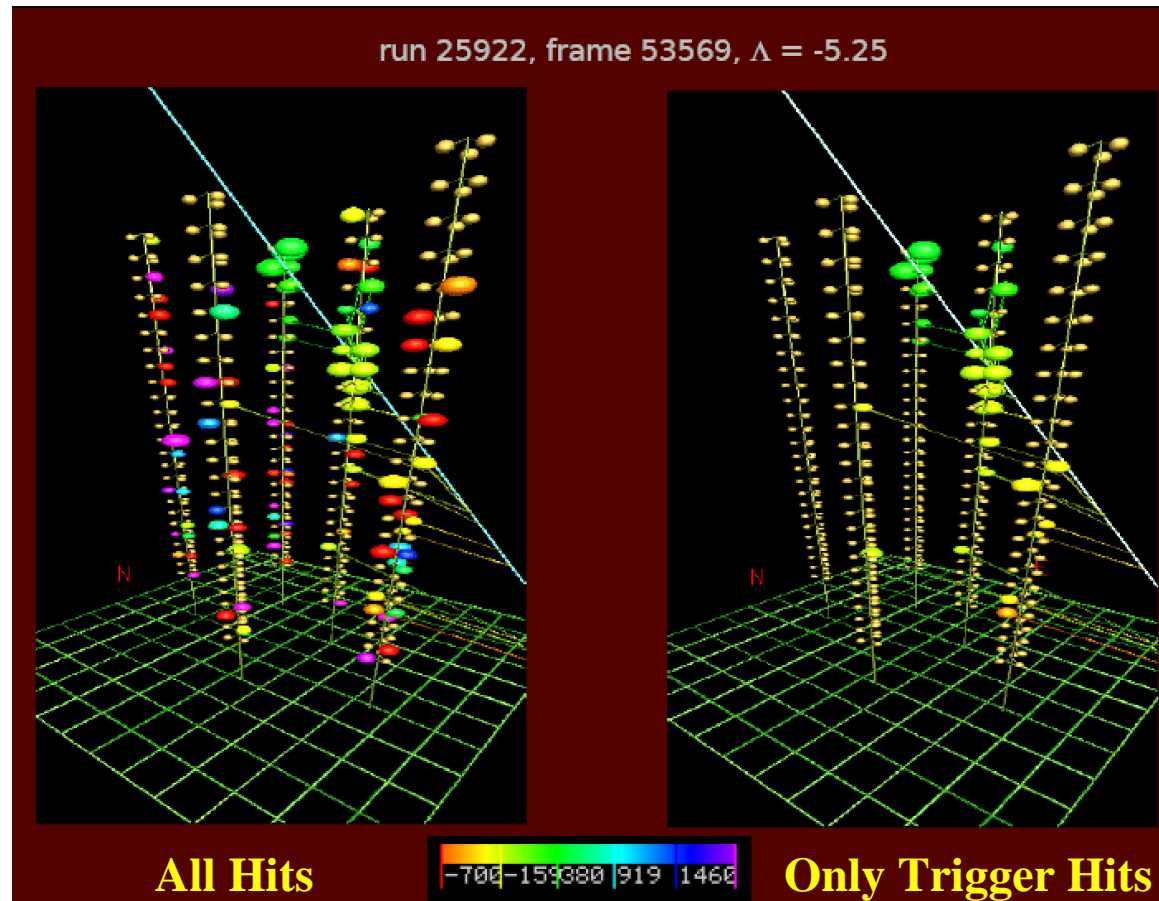 run 25922, frame 53569, Λ = -5.25
N
N
All Hits
-700 -159 380 919 1460
Only Trigger Hits